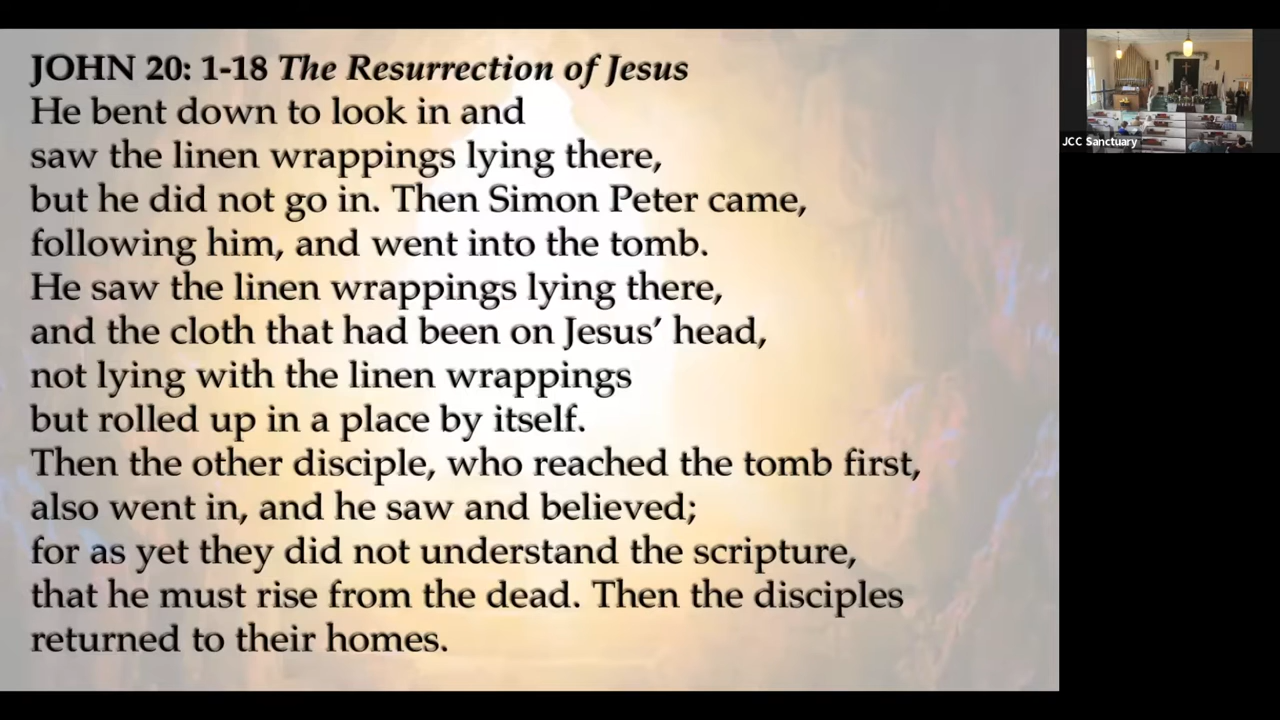 JOHN 20: 1-18 The Resurrection of Jesus
He bent down to look in and
saw the linen wrappings lying there,
but he did not go in. Then Simon Peter came,
following him, and went into the tomb.
He saw the linen wrappings lying there,
and the cloth that had been on Jesus’ head,
not lying with the linen wrappings
but rolled up in a place by itself.
Then the other disciple, who reached the tomb first,
also went in, and he saw and believed;
for as yet they did not understand the scripture,
that he must rise from the dead. Then the disciples
returned to their homes.
JCC Sanctuary